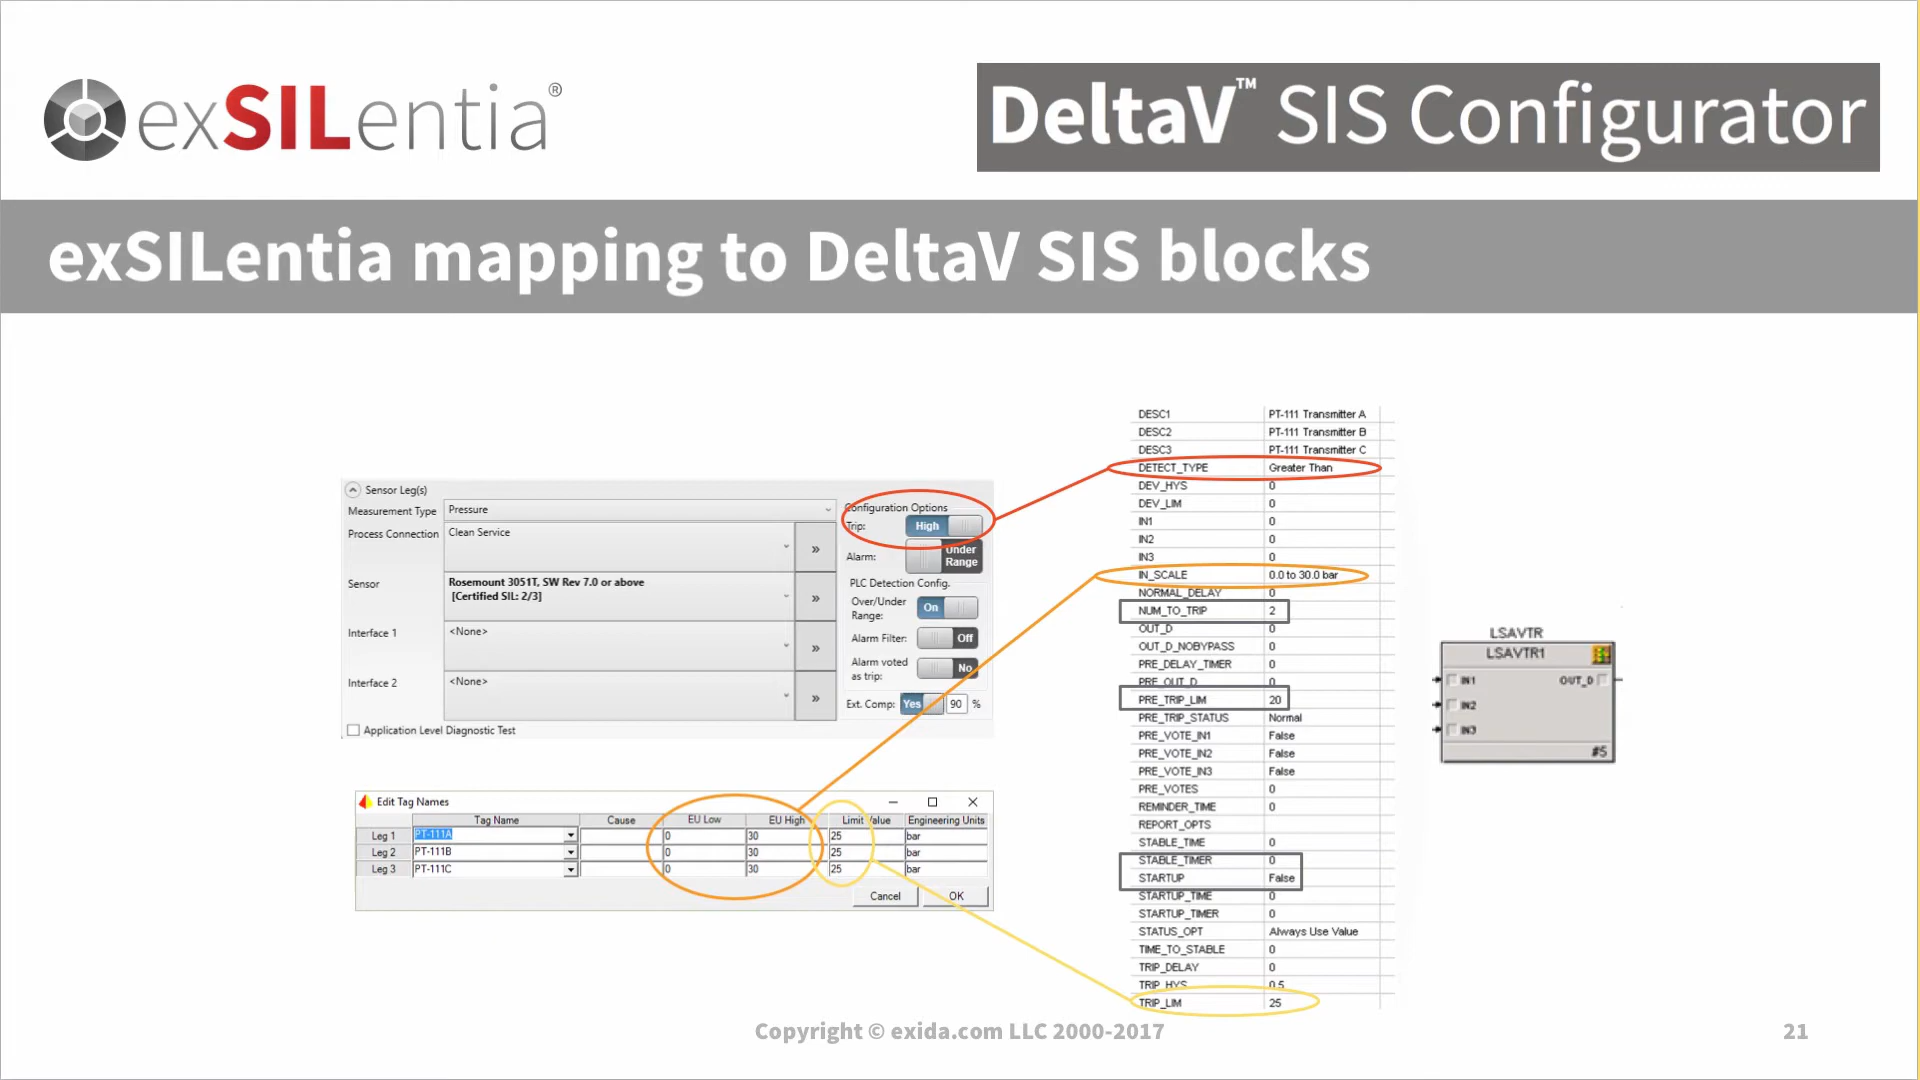 exSILentia®
DeltaV™ SIS Configurator
exSILentia mapping to DeltaV SIS blocks
Sensor Leg(s)
Measurement Type Pressure
Process Connection Clean Service
»
Sensor Rosemount 3051T, SW Rev 7.0 or above
[Certified SIL: 2/3]
»
Interface 1 <None>
»
Interface 2 <None>
»
Application Level Diagnostic Test
Configuration Options
Trip: High
Alarm: Under
Range
PLC Detection Config.
Over/Under
Range: On
Alarm Filter: Off
Alarm voted
as trip: No
Ext. Comp: Yes 90 %
Edit Tag Names
Tag Name Cause EU Low EU High Limit Value Engineering Units
Leg 1 PT-111A 0 30 25 bar
Leg 2 PT-111B 0 30 25 bar
Leg 3 PT-111C 0 30 25 bar
Cancel OK
DESC1 PT-111 Transmitter A
DESC2 PT-111 Transmitter B
DESC3 PT-111 Transmitter C
DETECT_TYPE Greater Than
DEV_HYS 0
DEV_LIM 0
IN1 0
IN2 0
IN3 0
IN_SCALE 0.0 to 30.0 bar
NORMAL_DELAY 0
NUM_TO_TRIP 2
OUT_D 0
OUT_D_NOBYPASS 0
PRE_DELAY_TIMER 0
PRE_OUT_D 0
PRE_TRIP_LIM 20
PRE_TRIP_STATUS Normal
PRE_VOTE_IN1 False
PRE_VOTE_IN2 False
PRE_VOTE_IN3 False
PRE_VOTES 0
REMINDER_TIME 0
REPORT_OPTS
STABLE_TIME 0
STABLE_TIMER 0
STARTUP False
STARTUP_TIME 0
STARTUP_TIMER 0
STATUS_OPT Always Use Value
TIME_TO_STABLE 0
TRIP_DELAY 0
TRIP_HYS 0.5
TRIP_LIM 25
LSAVTR
LSAVTR1
IN1 OUT_D
IN2
IN3
#5
Copyright © exida.com LLC 2000-2017
21